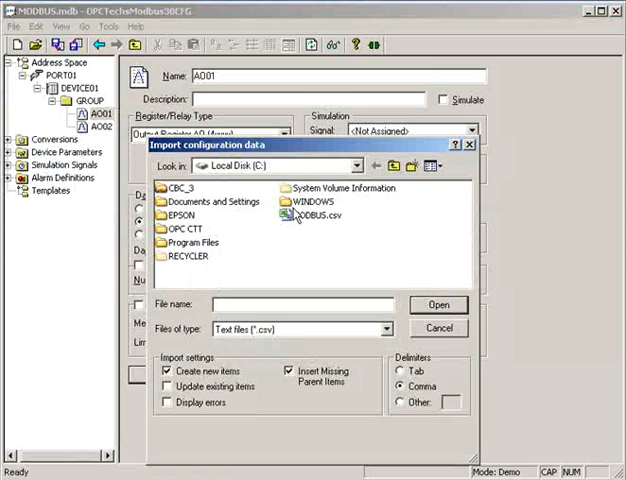 MODBUS.mdb - OPCTechsModbus30CFG
File Edit View Go Help
Address Space
PORT01
DEVICE01
GROUP
AO01
AO02
Conversions
Device Parameters
Simulation Signals
Alarm Definitions
Templates
Name: AO01
Description:
Simulate
Register/Relay Type
Output Register AO (4xxxx)
Simulation
Signal: <Not Assigned>
Import configuration data
Look in: Local Disk (C:)
CBC_3
Documents and Settings
EPSON
OPC CTT
Program Files
RECYCLER
System Volume Information
WINDOWS
MODBUS.csv
File name:
Open
Files of type: Text files (*.csv)
Cancel
Import settings
Create new items
Update existing items
Display errors
Insert Missing
Parent Items
Delimiters
Tab
Comma
Other:
Ready
Mode: Demo CAP NUM